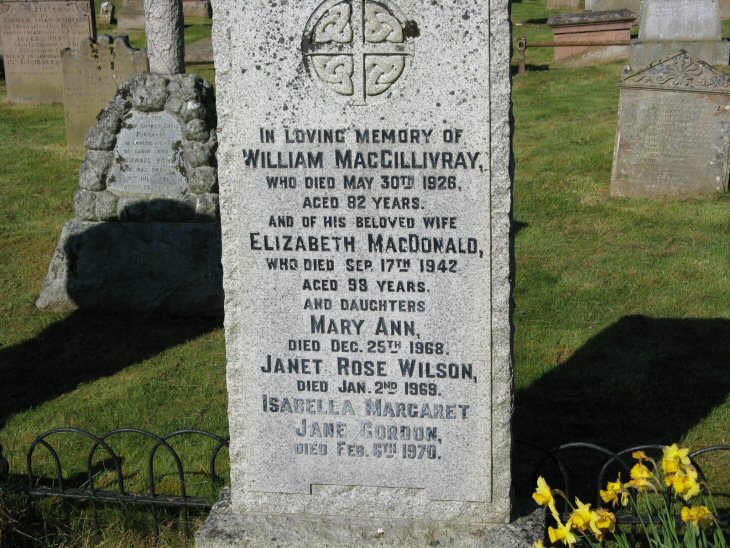 In Loving Memory of
William MacGillivray,
who died May 30th 1926,
aged 82 years.
and of his beloved wife
Elizabeth MacDonald,
who died Sep. 17th 1942
aged 93 years.
and daughters
Mary Ann,
died Dec. 25th 1968.
Janet Rose Wilson,
died Jan. 2nd 1969.
Isabella Margaret
Jane Gordon,
died Feb. 6th 1970.